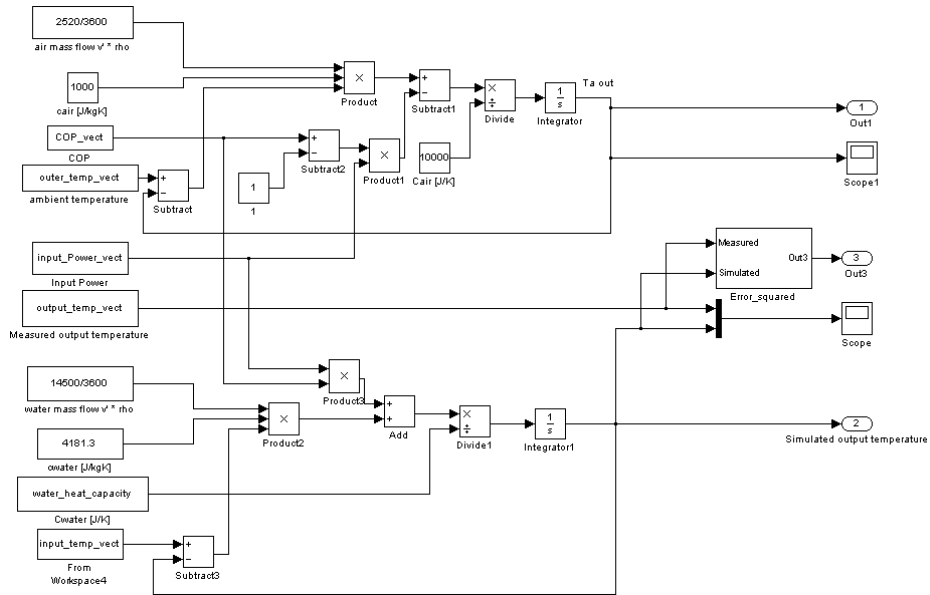 2520/3600
air mass flow v' * rho
1000
cair [J/kgK]
×
Product
+
−
Subtract1
×
÷
Divide
1
s
Integrator
Ta out
1
Out1
COP_vect
COP
+
−
Subtract2
×
Product1
10000
Cair [J/K]
Scope1
outer_temp_vect
ambient temperature
+
−
Subtract
1
1
input_Power_vect
Input Power
Measured
Simulated
Out3
Error_squared
3
Out3
output_temp_vect
Measured output temperature
Scope
14500/3600
water mass flow v' * rho
×
Product3
×
Product2
+
+
Add
×
÷
Divide1
1
s
Integrator1
2
Simulated output temperature
4181.3
cwater [J/kgK]
water_heat_capacity
Cwater [J/K]
input_temp_vect
From
Workspace4
+
−
Subtract3